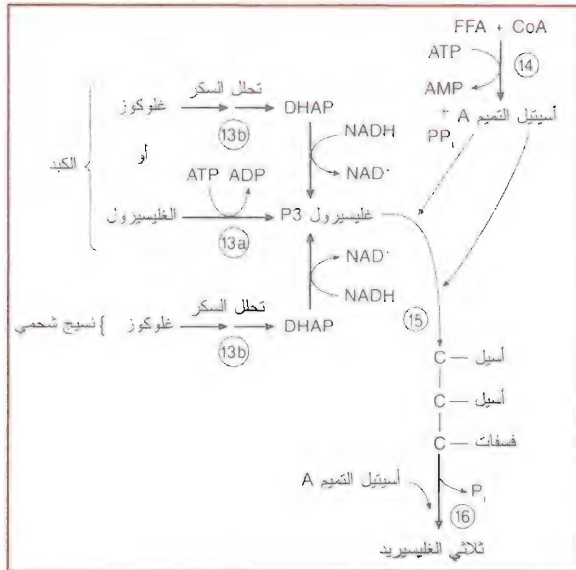 FFA + CoA
ATP
14
AMP
+
أسيتيل التميم A
PPi
تحلل السكر
غلوكوز
13b
DHAP
NADH
NAD+
الكبد
أو
ATP ADP
الغليسيرول
13a
غليسيرول P3
NAD+
NADH
تحلل السكر
نسيج شحمي
غلوكوز
13b
DHAP
15
C — أسيل
C — أسيل
C — فسفات
أسيتيل التميم A
Pi
16
ثلاثي الغليسيريد